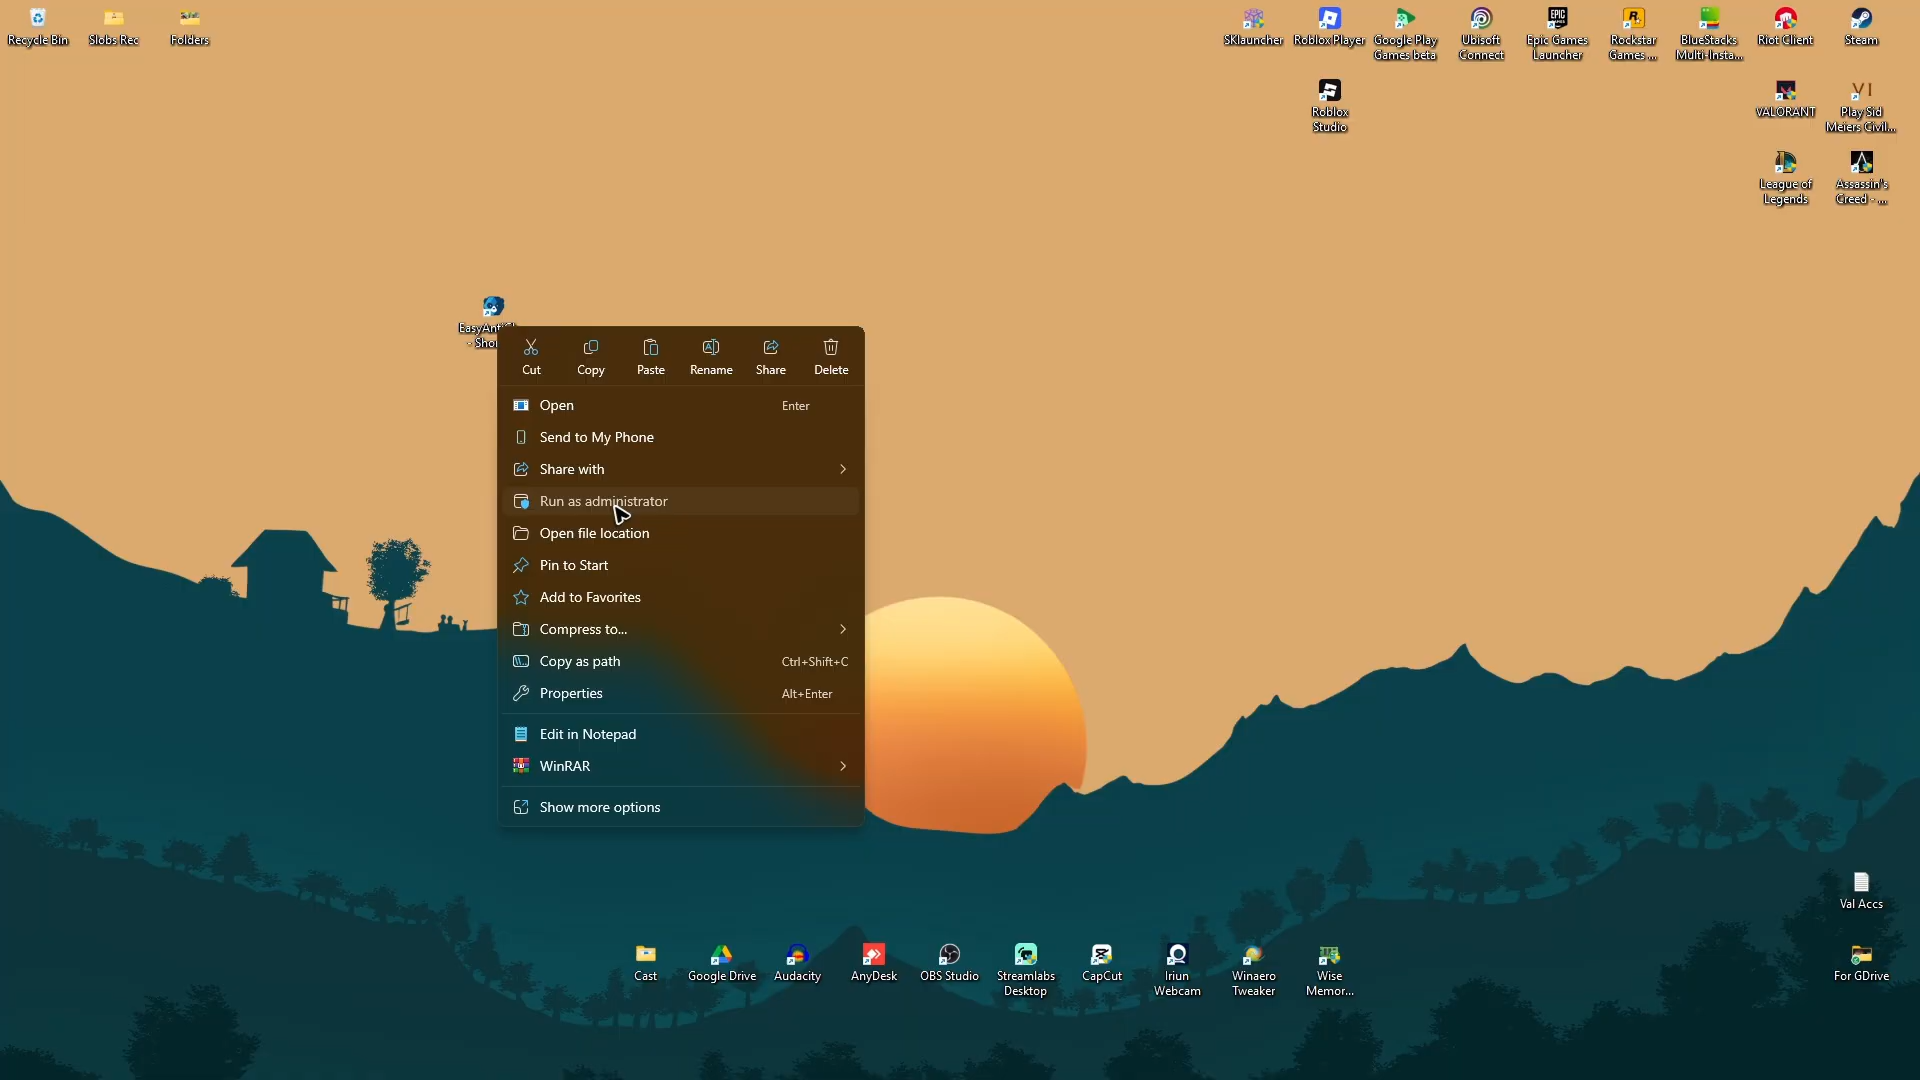 Recycle Bin
Slobs Rec
Folders
SKlauncher
Roblox Player
Google Play
Games beta
Ubisoft
Connect
EPIC
GAMES
Epic Games
Launcher
Rockstar
Games ...
BlueStacks
Multi-Insta...
Riot Client
Steam
Roblox
Studio
VALORANT
VI
Play Sid
Meiers Civil...
League of
Legends
Assassin's
Creed - ...
Cut
Copy
Paste
Rename
Share
Delete
Open Enter
Send to My Phone
Share with
Run as administrator
Open file location
Pin to Start
Add to Favorites
Compress to...
Copy as path Ctrl+Shift+C
Properties Alt+Enter
Edit in Notepad
WinRAR
Show more options
Val Accs
Cast
Google Drive
Audacity
AnyDesk
OBS Studio
Streamlabs
Desktop
CapCut
Iriun
Webcam
Winaero
Tweaker
Wise
Memor...
For GDrive